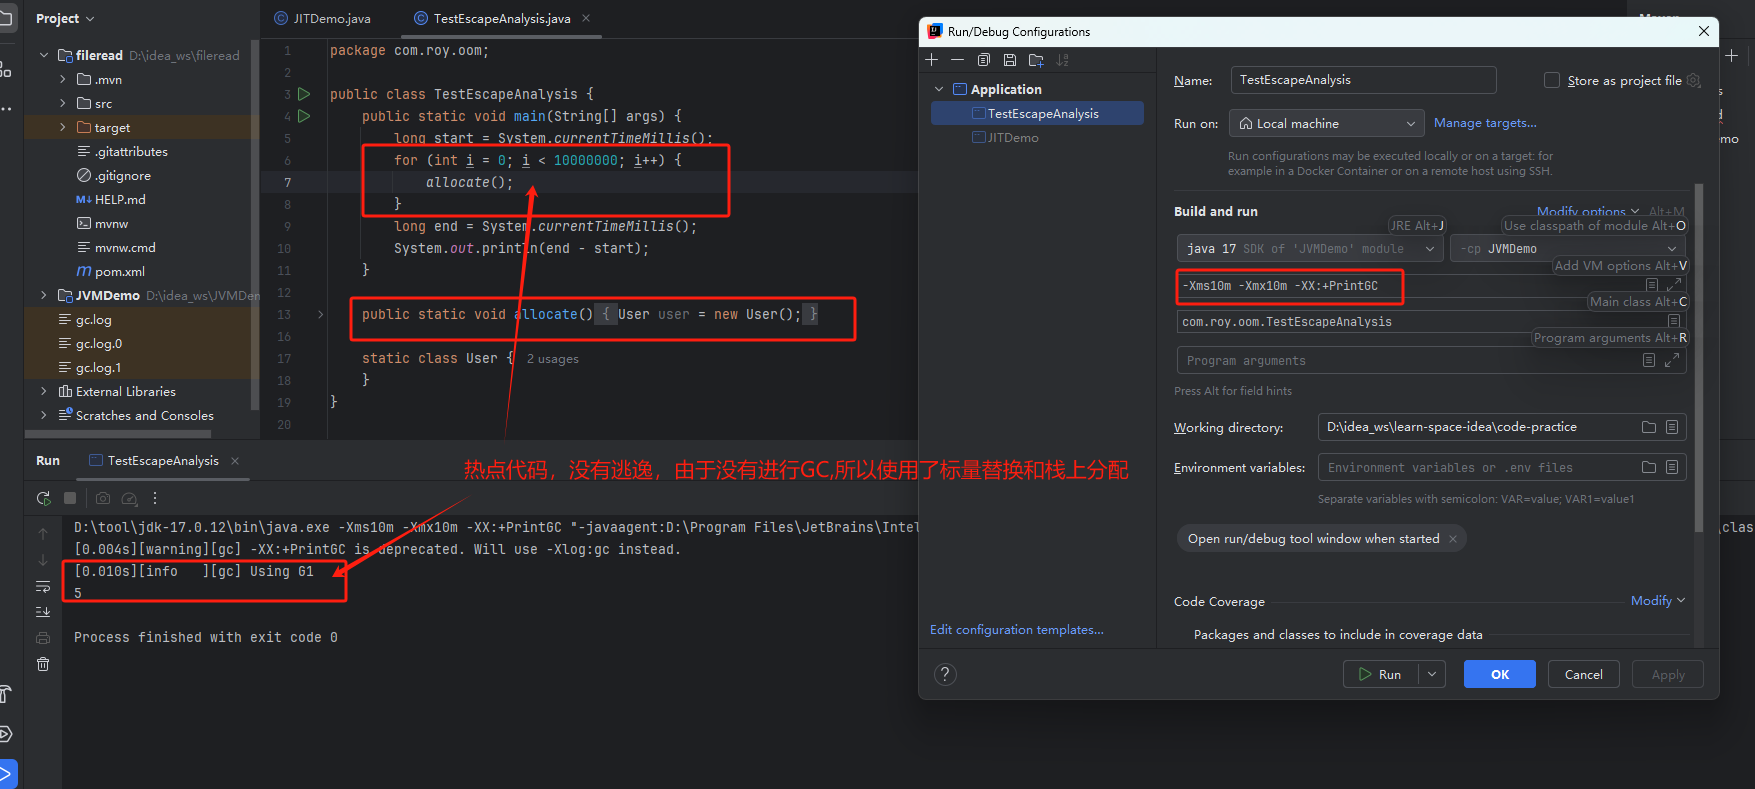 Project
JITDemo.java
TestEscapeAnalysis.java
fileread D:\idea_ws\fileread
.mvn
src
target
.gitattributes
.gitignore
HELP.md
mvnw
mvnw.cmd
pom.xml
JVMDemo D:\idea_ws\JVMDem
gc.log
gc.log.0
gc.log.1
External Libraries
Scratches and Consoles
1 package com.roy.oom;
2
3 public class TestEscapeAnalysis {
4 public static void main(String[] args) {
5 long start = System.currentTimeMillis();
6 for (int i = 0; i < 10000000; i++) {
7 allocate();
8 }
9 long end = System.currentTimeMillis();
10 System.out.println(end - start);
11 }
12
13 public static void allocate() { User user = new User(); }
16
17 static class User { 2 usages
18 }
19 }
20
热点代码，没有逃逸，由于没有进行GC,所以使用了标量替换和栈上分配
Run TestEscapeAnalysis
D:\tool\jdk-17.0.12\bin\java.exe -Xms10m -Xmx10m -XX:+PrintGC "-javaagent:D:\Program Files\JetBrains\Intel
\clas
[0.004s][warning][gc] -XX:+PrintGC is deprecated. Will use -Xlog:gc instead.
[0.010s][info ][gc] Using G1
5
Process finished with exit code 0
Run/Debug Configurations
Application
TestEscapeAnalysis
JITDemo
Edit configuration templates...
Name: TestEscapeAnalysis
Store as project file
Run on: Local machine
Manage targets...
Run configurations may be executed locally or on a target: for
example in a Docker Container or on a remote host using SSH.
Build and run
Modify options Alt+M
JRE Alt+J
Use classpath of module Alt+O
java 17 SDK of 'JVMDemo' module
-cp JVMDemo
Add VM options Alt+V
-Xms10m -Xmx10m -XX:+PrintGC
Main class Alt+C
com.roy.oom.TestEscapeAnalysis
Program arguments Alt+R
Program arguments
Press Alt for field hints
Working directory: D:\idea_ws\learn-space-idea\code-practice
Environment variables: Environment variables or .env files
Separate variables with semicolon: VAR=value; VAR1=value1
Open run/debug tool window when started
Code Coverage
Modify
Packages and classes to include in coverage data
?
Run
OK
Cancel
Apply